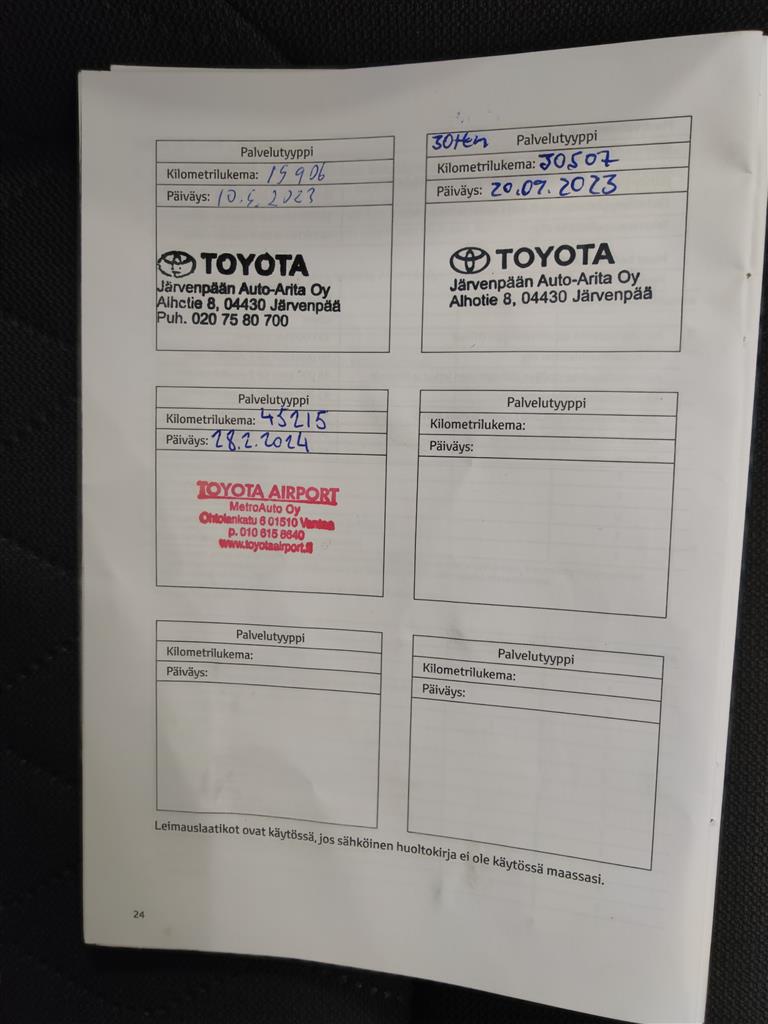 Palvelutyyppi
Kilometrilukema: 15906
Päiväys: 10.5.2023
TOYOTA
Järvenpään Auto-Arita Oy
Alhotie 8, 04430 Järvenpää
Puh. 020 75 80 700
30tkm Palvelutyyppi
Kilometrilukema: 30507
Päiväys: 20.09.2023
TOYOTA
Järvenpään Auto-Arita Oy
Alhotie 8, 04430 Järvenpää
Palvelutyyppi
Kilometrilukema: 45215
Päiväys: 28.2.2024
TOYOTA AIRPORT
MetroAuto Oy
Ohtolankatu 6 01510 Vantaa
p. 010 615 8640
www.toyotaairport.fi
Palvelutyyppi
Kilometrilukema:
Päiväys:
Palvelutyyppi
Kilometrilukema:
Päiväys:
Palvelutyyppi
Kilometrilukema:
Päiväys:
Leimauslaatikot ovat käytössä, jos sähköinen huoltokirja ei ole käytössä maassasi.
24